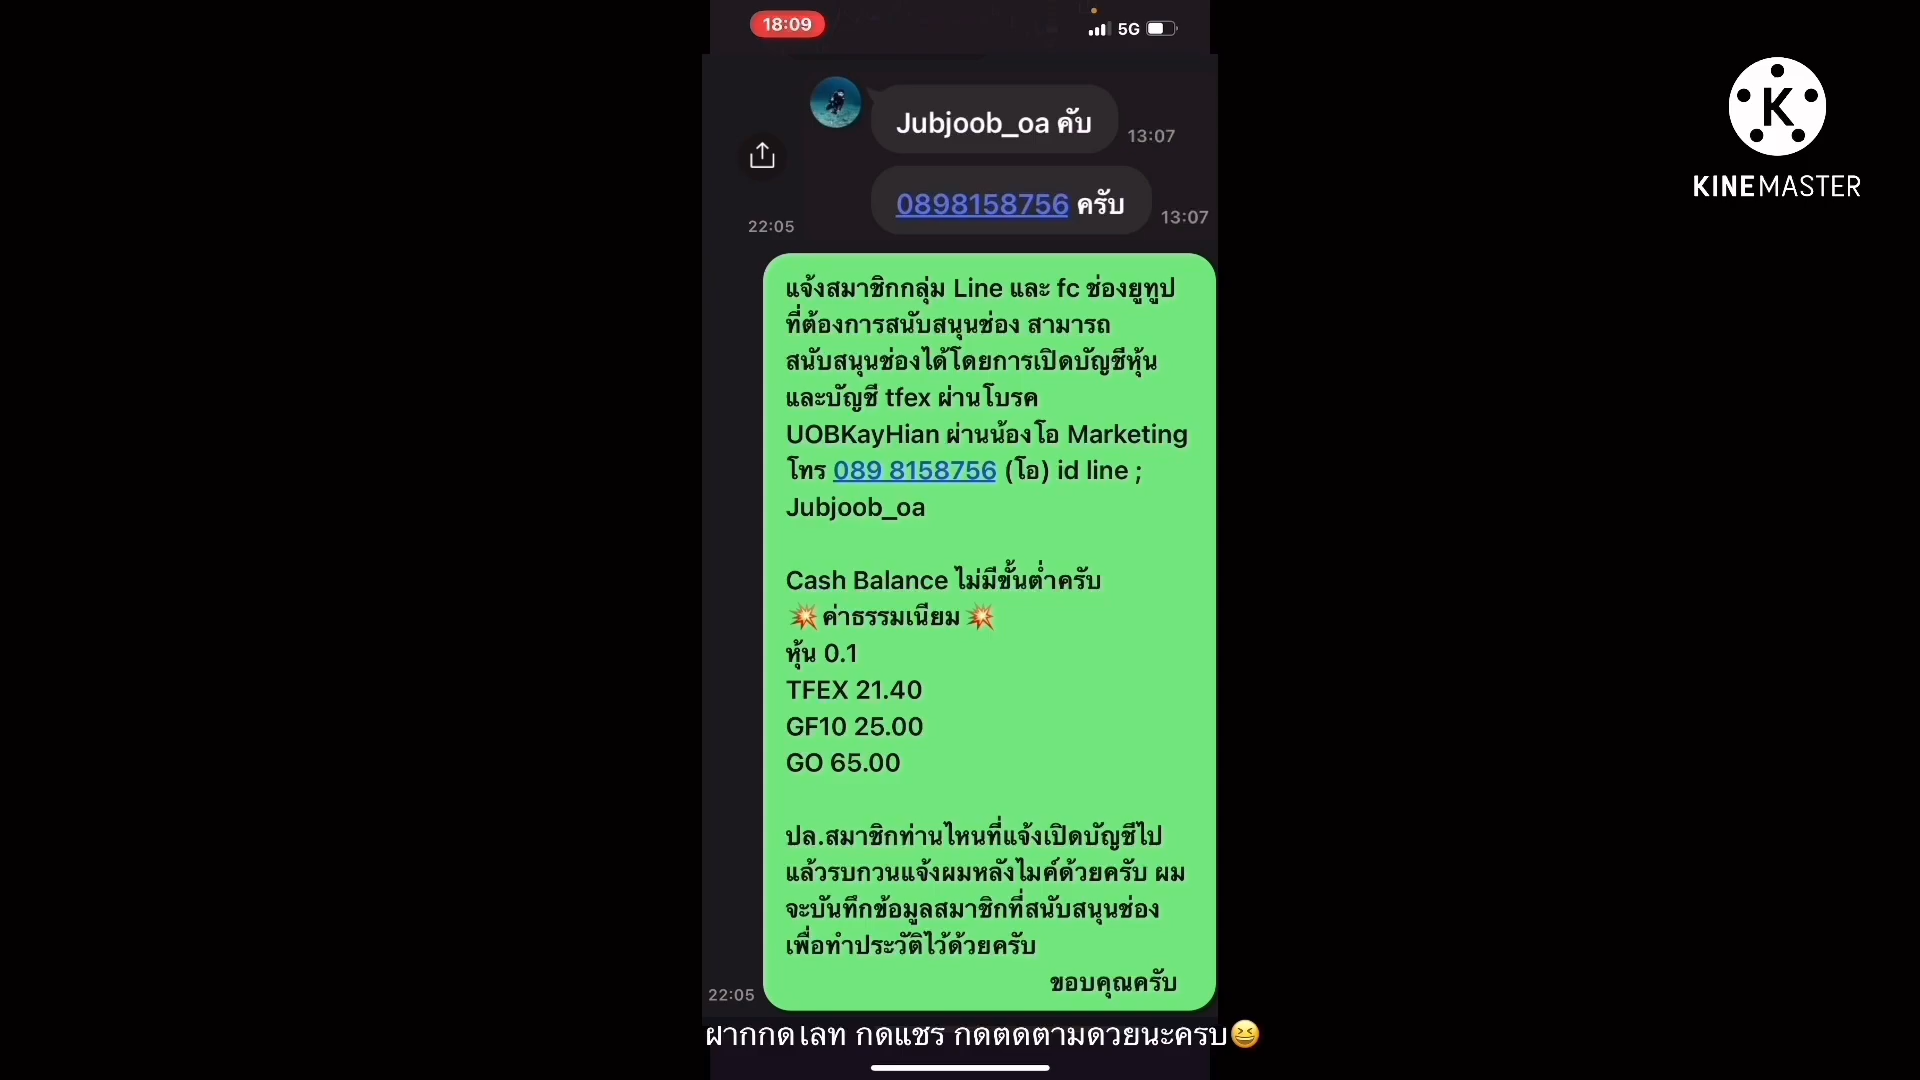 18:09
5G
KINEMASTER
Jubjoob_oa คับ
13:07
0898158756 ครับ
13:07
22:05
แจ้งสมาชิกกลุ่ม Line และ fc ช่องยูทูป
ที่ต้องการสนับสนุนช่อง สามารถ
สนับสนุนช่องได้โดยการเปิดบัญชีหุ้น
และบัญชี tfex ผ่านโบรค
UOBKayHian ผ่านน้องโอ Marketing
โทร 089 8158756 (โอ) id line ;
Jubjoob_oa
Cash Balance ไม่มีขั้นต่ำครับ
💥ค่าธรรมเนียม💥
หุ้น 0.1
TFEX 21.40
GF10 25.00
GO 65.00
ปล.สมาชิกท่านไหนที่แจ้งเปิดบัญชีไป
แล้วรบกวนแจ้งผมหลังไมค์ด้วยครับ ผม
จะบันทึกข้อมูลสมาชิกที่สนับสนุนช่อง
เพื่อทำประวัติไว้ด้วยครับ
ขอบคุณครับ
22:05
ฝากกดไลท์ กดแชร์ กดติดตามด้วยนะครับ😆